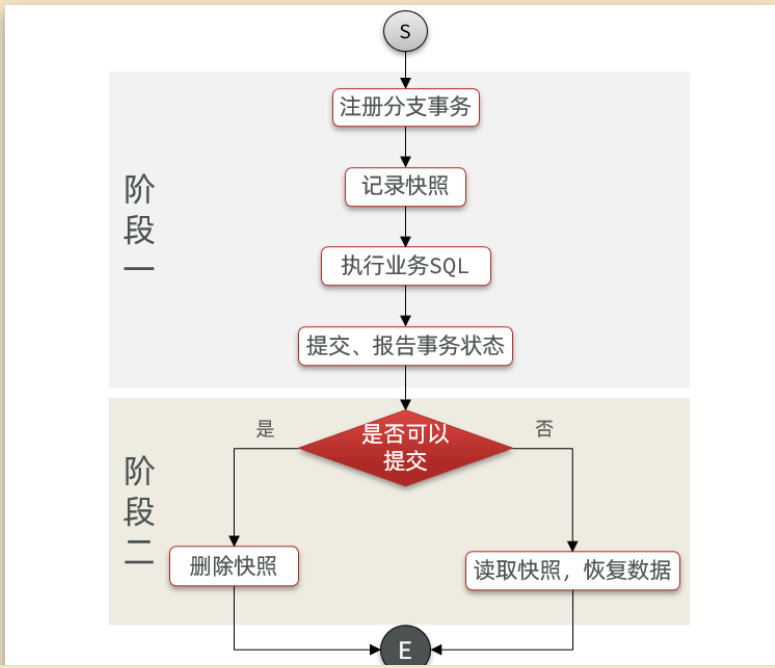 S
注册分支事务
记录快照
执行业务SQL
提交、报告事务状态
阶
段
一
是否可以
提交
是
否
阶
段
二
删除快照
读取快照，恢复数据
E